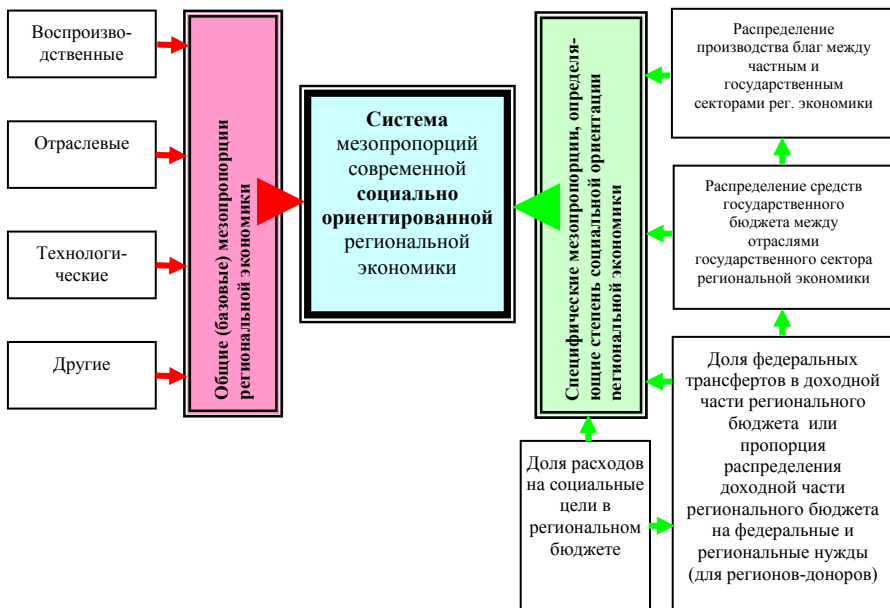 Воспроизво-
дственные
Отраслевые
Технологи-
ческие
Другие
Общие (базовые) мезопропорции
региональной экономики
Система
мезопропорций
современной
социально
ориентированной
региональной
экономики
Специфические мезопропорции, определя-
ющие степень социальной ориентации
региональной экономики
Распределение
производства благ между
частным и
государственным
секторами рег. экономики
Распределение средств
государственного
бюджета между
отраслями
государственного сектора
региональной экономики
Доля федеральных
трансфертов в доходной
части регионального
бюджета или
пропорция
распределения
доходной части
регионального бюджета
на федеральные и
региональные нужды
(для регионов-доноров)
Доля расходов
на социальные
цели в
региональном
бюджете